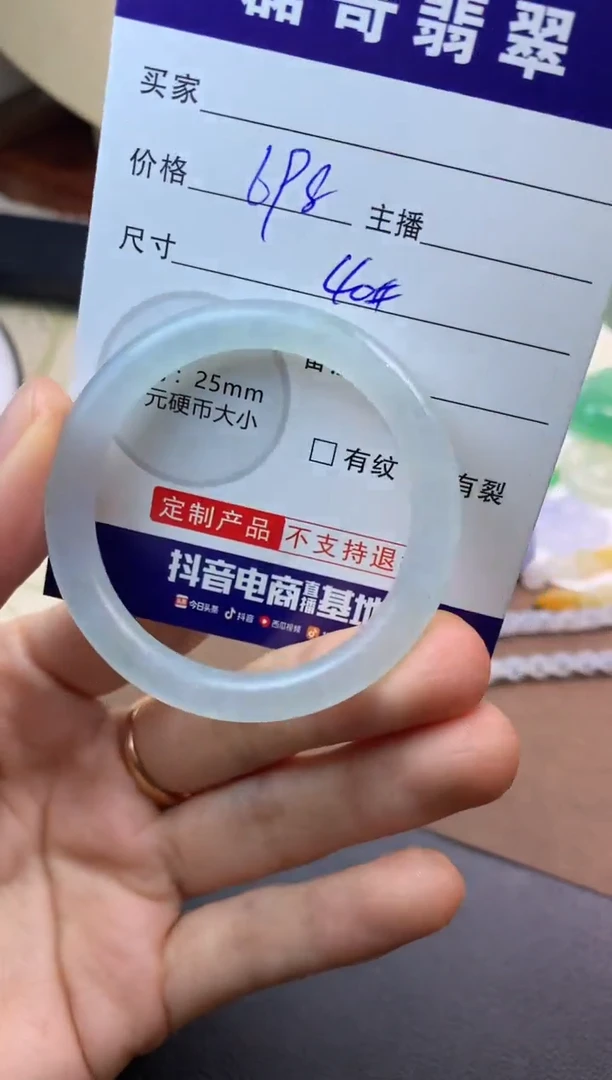 哥翡翠
买家
价格 698 主播
尺寸 40#
：25mm
元硬币大小
□ 有纹 有裂
定制产品 不支持退
抖音电商直播基地
今日头条 抖音 西瓜视频